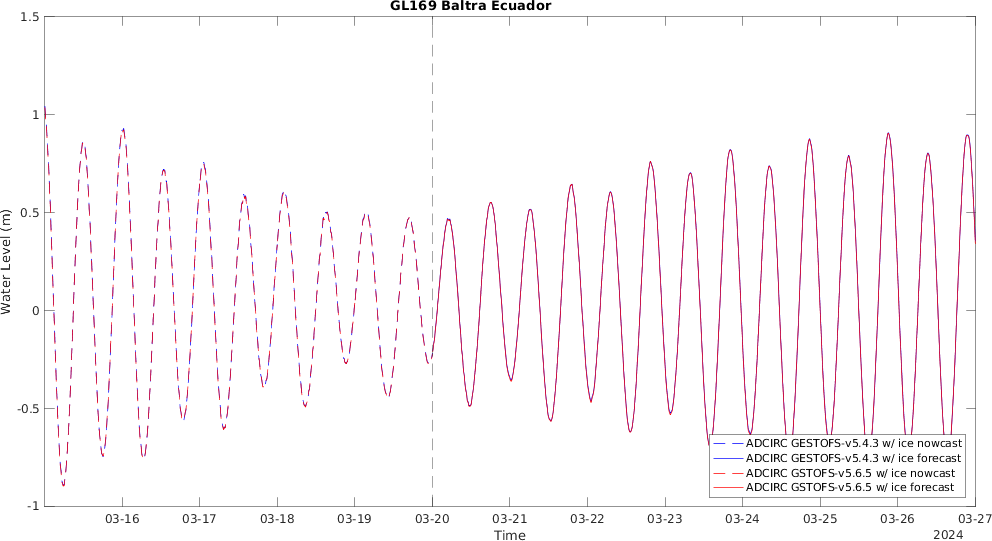 GL169 Baltra Ecuador
1.5
1
0.5
0
-0.5
-1
Water Level (m)
ADCIRC GESTOFS-v5.4.3 w/ ice nowcast
ADCIRC GESTOFS-v5.4.3 w/ ice forecast
ADCIRC GSTOFS-v5.6.5 w/ ice nowcast
ADCIRC GSTOFS-v5.6.5 w/ ice forecast
03-16 03-17 03-18 03-19 03-20 03-21 03-22 03-23 03-24 03-25 03-26 03-27
Time
2024